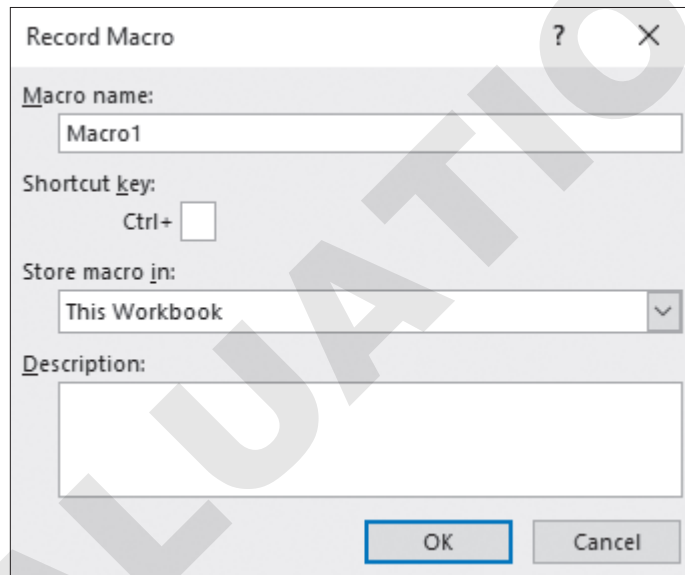 Record Macro ? ×
Macro name:
Macro1
Shortcut key:
Ctrl+
Store macro in:
This Workbook
Description:
OK Cancel